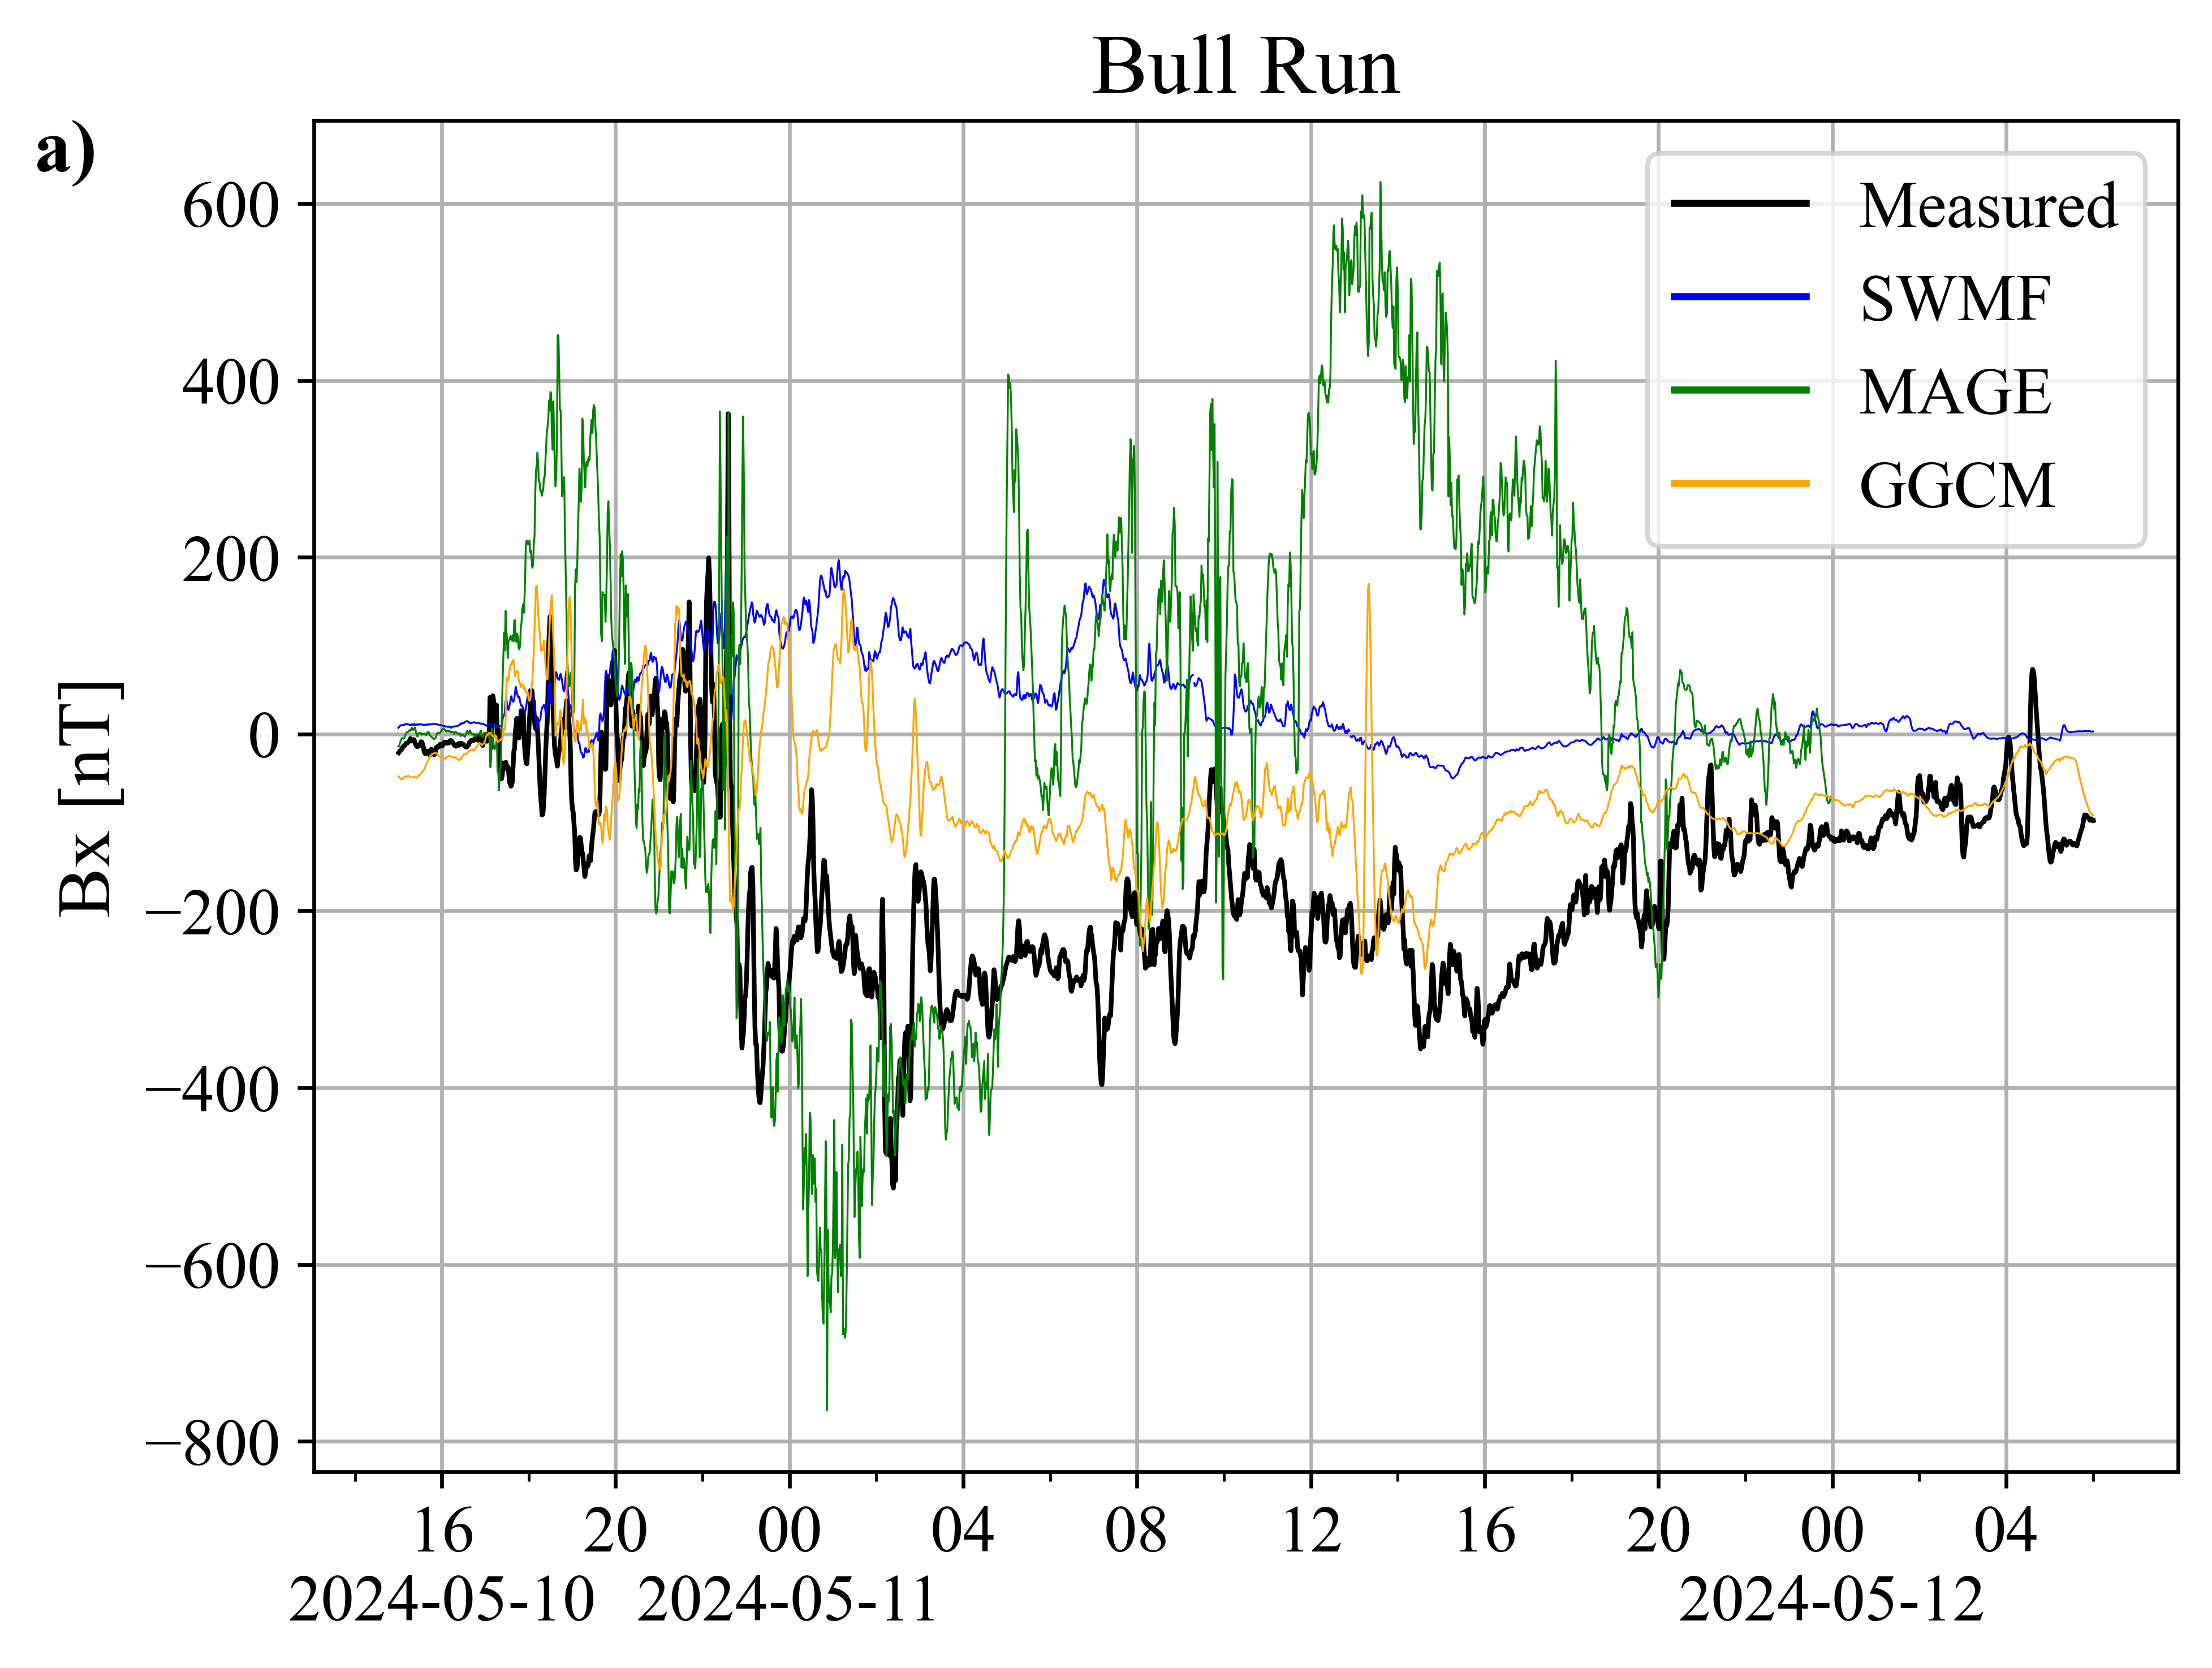 Bull Run
a)
Measured
SWMF
MAGE
GGCM
Bx [nT]
600
400
200
0
−200
−400
−600
−800
16 20 00 04 08 12 16 20 00 04
2024-05-10 2024-05-11 2024-05-12